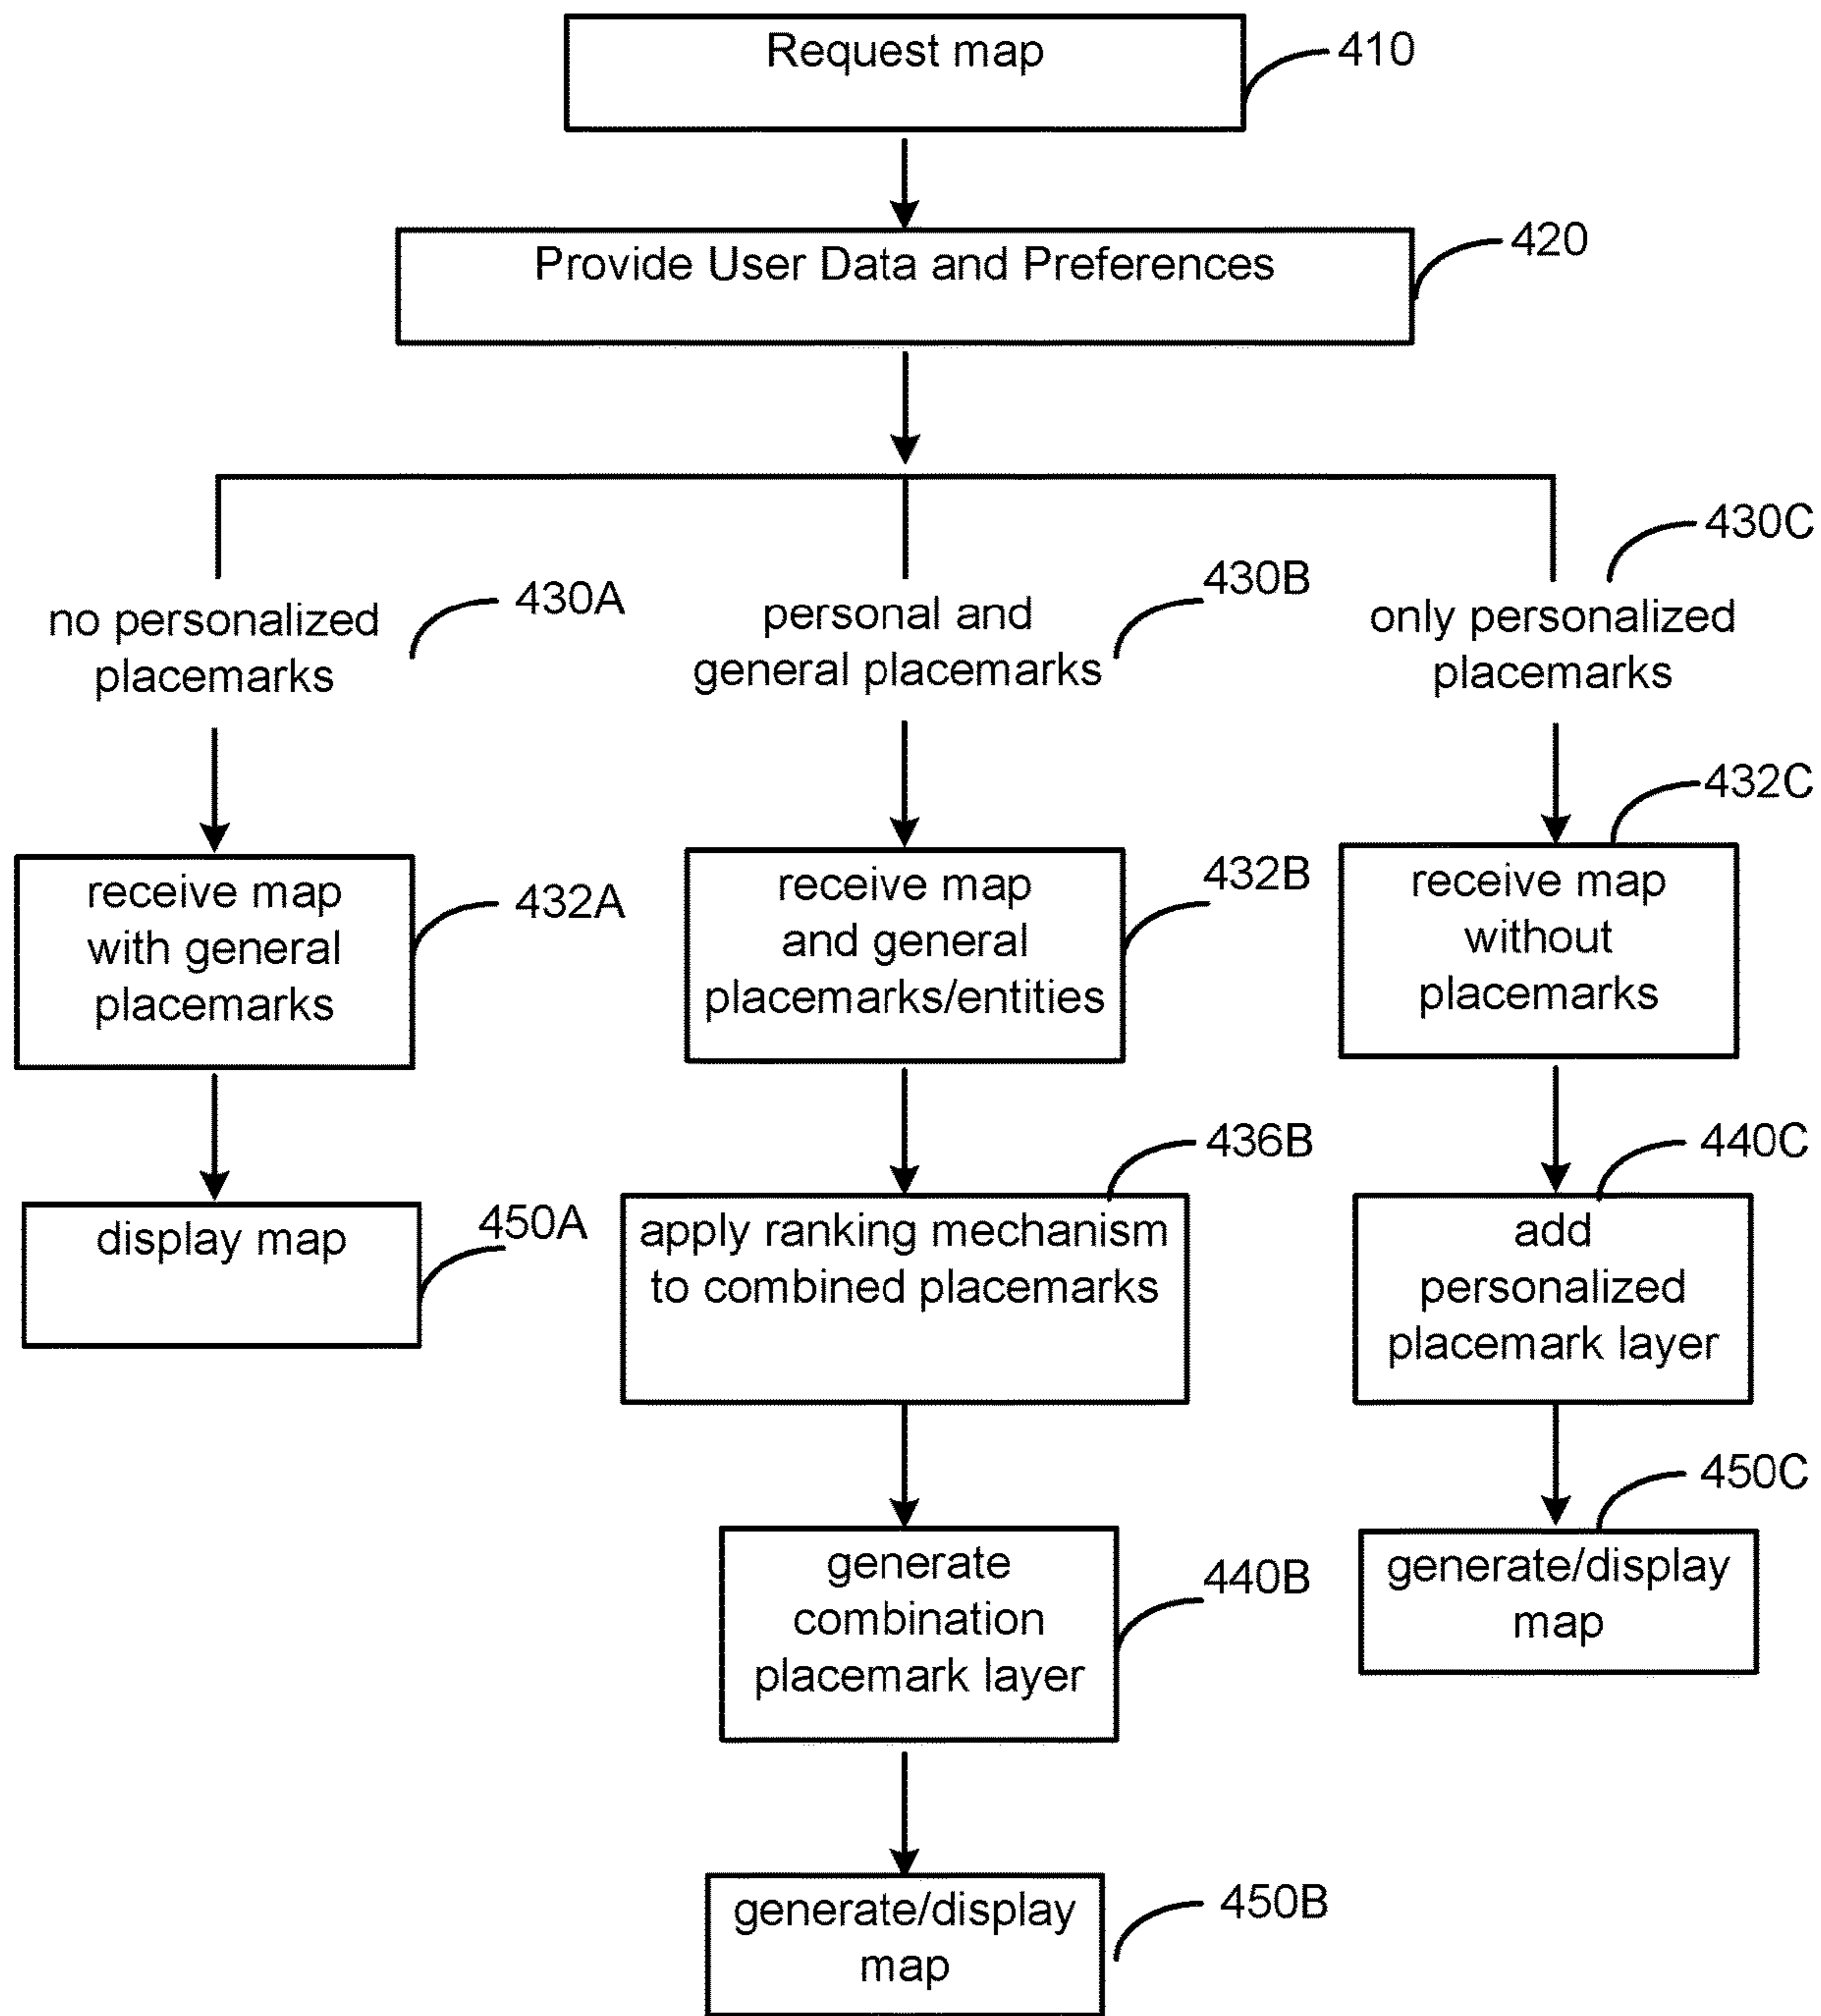 Request map
410
Provide User Data and Preferences
420
no personalized
placemarks
430A
personal and
general placemarks
430B
only personalized
placemarks
430C
receive map
with general
placemarks
432A
receive map
and general
placemarks/entities
432B
receive map
without
placemarks
432C
display map
450A
apply ranking mechanism
to combined placemarks
436B
add
personalized
placemark layer
440C
generate
combination
placemark layer
440B
generate/display
map
450C
generate/display
map
450B